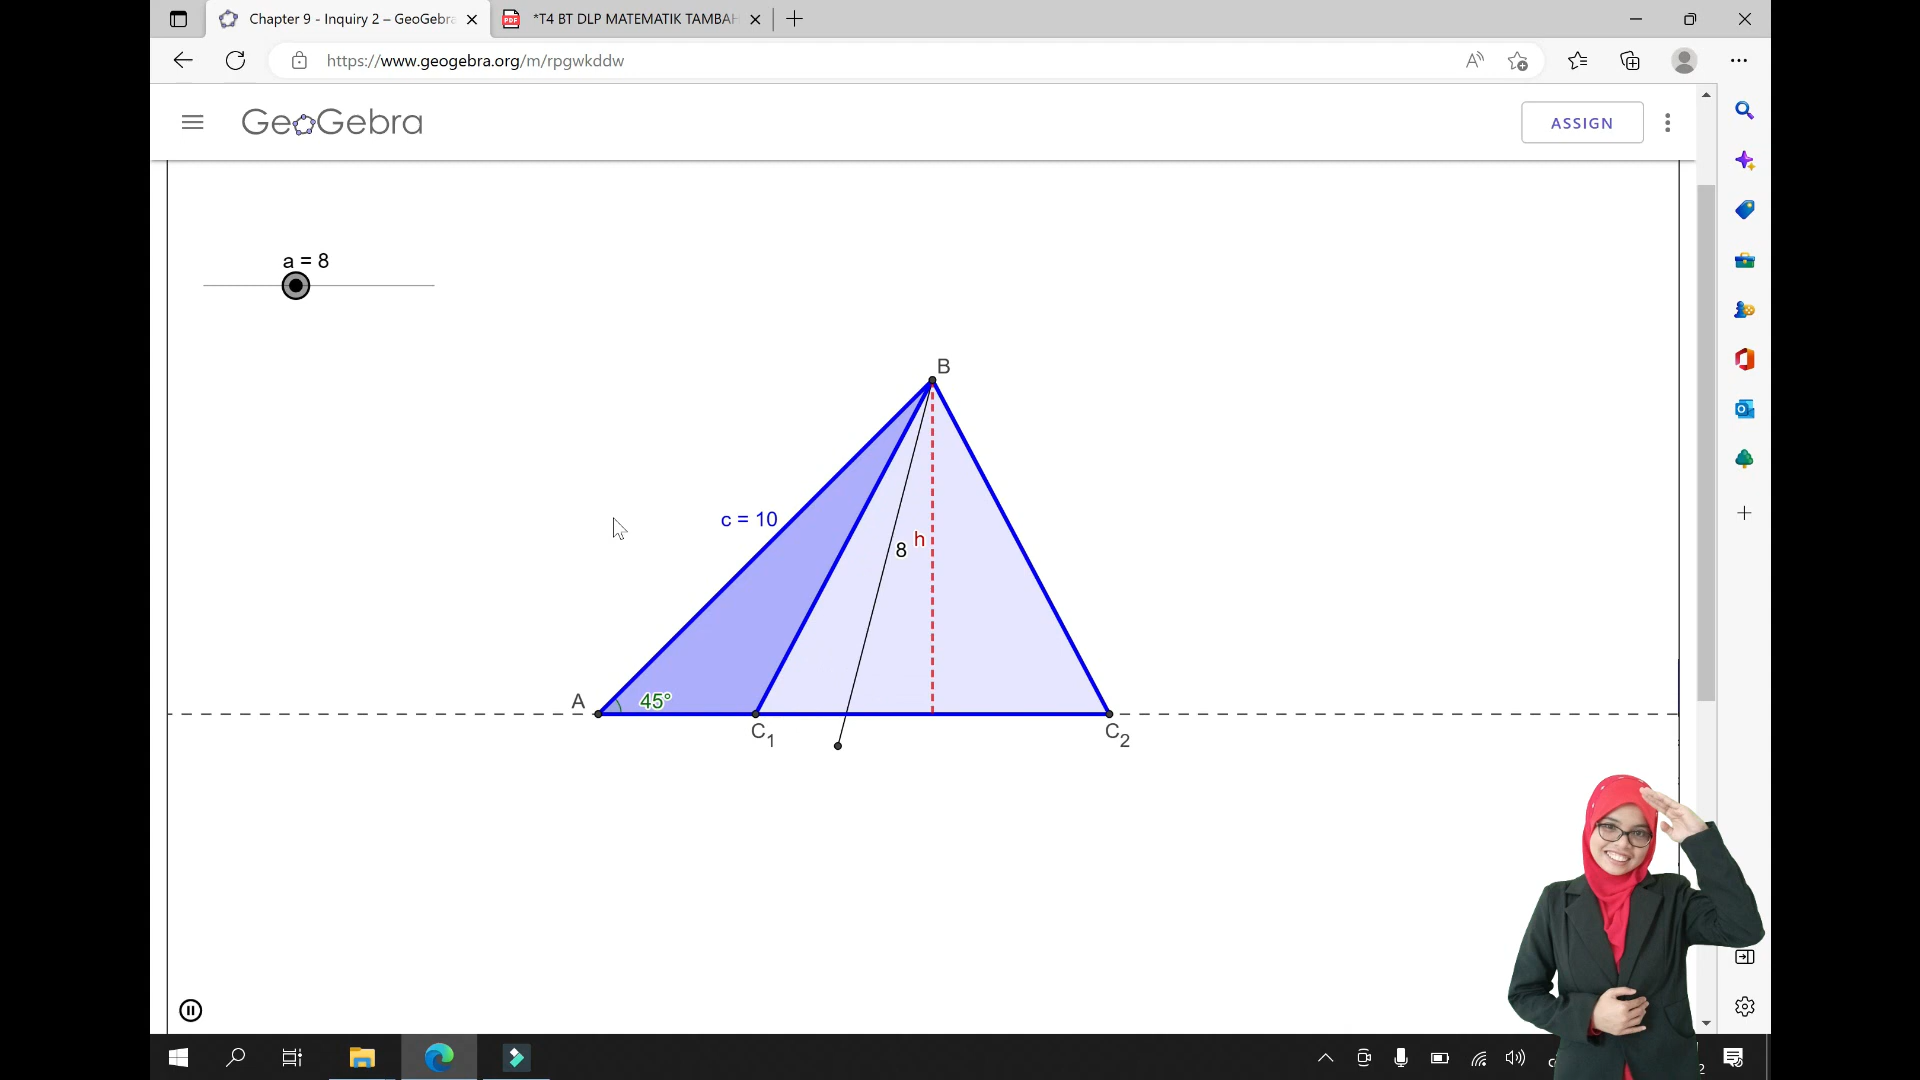 Chapter 9 - Inquiry 2 – GeoGebra
*T4 BT DLP MATEMATIK TAMBAH
https://www.geogebra.org/m/rpgwkddw
GeoGebra
ASSIGN
a = 8
B
c = 10
h
8
A
45°
C₁
C₂